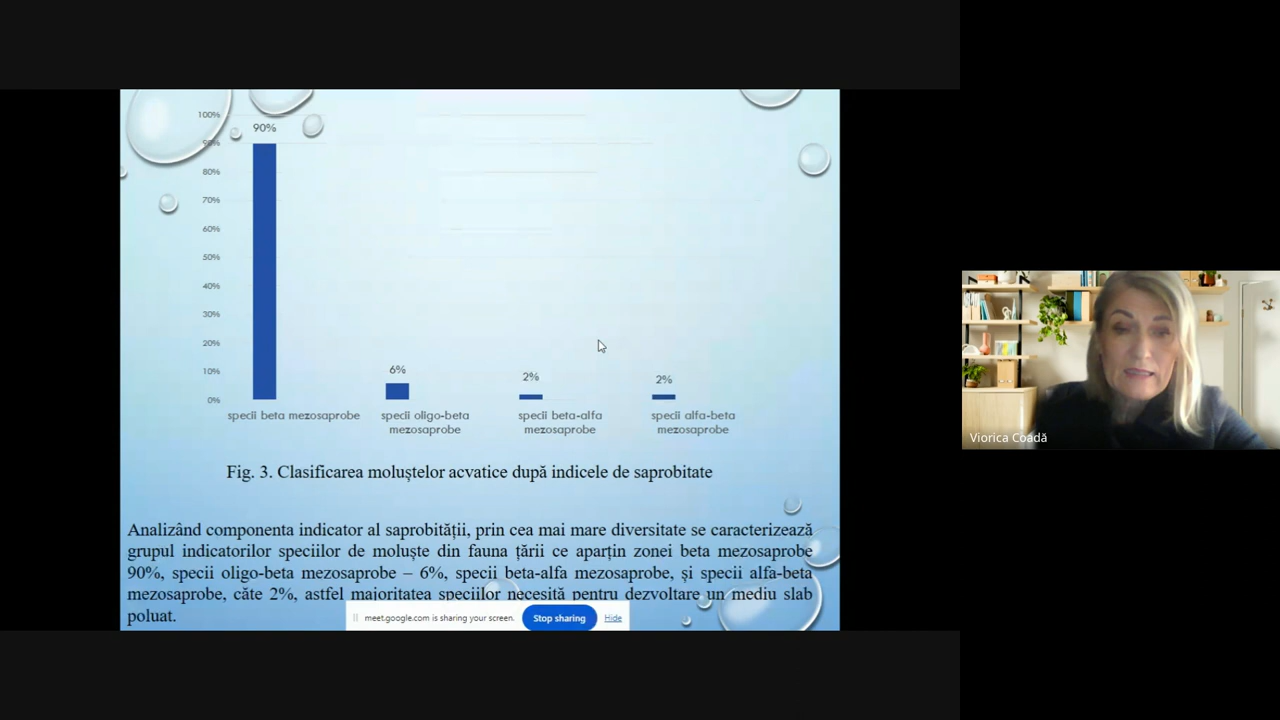 100%
90%
90%
80%
70%
60%
50%
40%
30%
20%
10%
0%
6%
2%
2%
specii beta mezosaprobe
specii oligo-beta
mezosaprobe
specii beta-alfa
mezosaprobe
specii alfa-beta
mezosaprobe
Fig. 3. Clasificarea moluștelor acvatice după indicele de saprobitate
Analizând componenta indicator al saprobității, prin cea mai mare diversitate se caracterizează
grupul indicatorilor speciilor de moluște din fauna țării ce aparțin zonei beta mezosaprobe
90%, specii oligo-beta mezosaprobe – 6%, specii beta-alfa mezosaprobe, și specii alfa-beta
mezosaprobe, căte 2%, astfel majoritatea speciilor necesită pentru dezvoltare un mediu slab
poluat.
meet.google.com is sharing your screen.
Stop sharing
Hide
Viorica Coadă